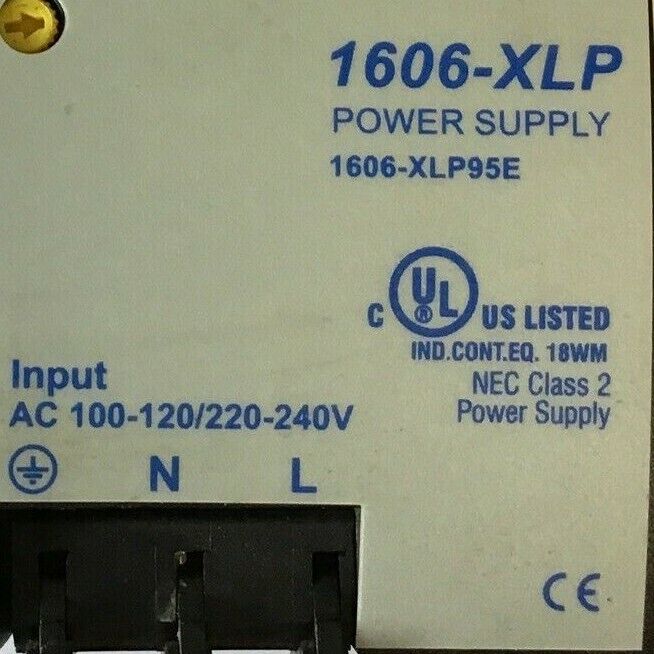 1606-XLP
POWER SUPPLY
1606-XLP95E
C UL ® US LISTED
IND.CONT.EQ. 18WM
NEC Class 2
Power Supply
Input
AC 100-120/220-240V
N L
CE